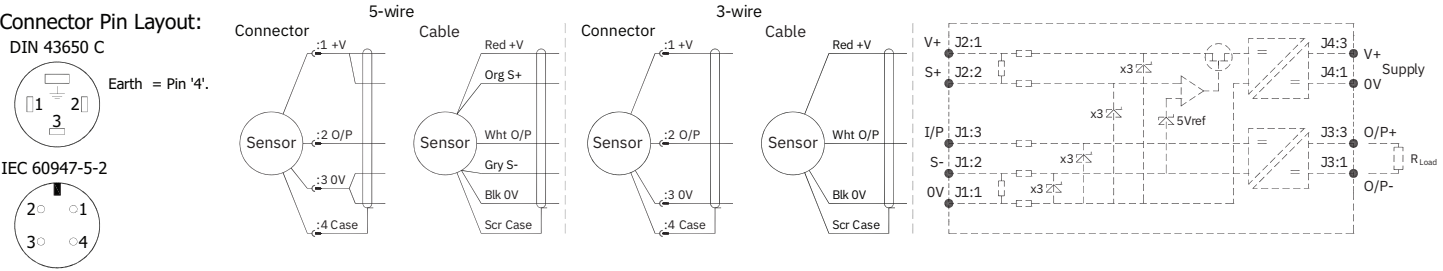 Connector Pin Layout:
DIN 43650 C
1 2
3
Earth = Pin '4'.
IEC 60947-5-2
2 1
3 4
5-wire
Connector
Cable
Sensor
:1 +V
:2 O/P
:3 0V
:4 Case
Sensor
Red +V
Org S+
Wht O/P
Gry S-
Blk 0V
Scr Case
3-wire
Connector
Cable
Sensor
:1 +V
:2 O/P
:3 0V
:4 Case
Sensor
Red +V
Wht O/P
Blk 0V
Scr Case
V+ J2:1
S+ J2:2
I/P J1:3
S- J1:2
0V J1:1
x3
x3
x3
x3
5Vref
=
=
=
=
J4:3 V+
J4:1 0V
Supply
J3:3 O/P+
J3:1 O/P-
RLoad